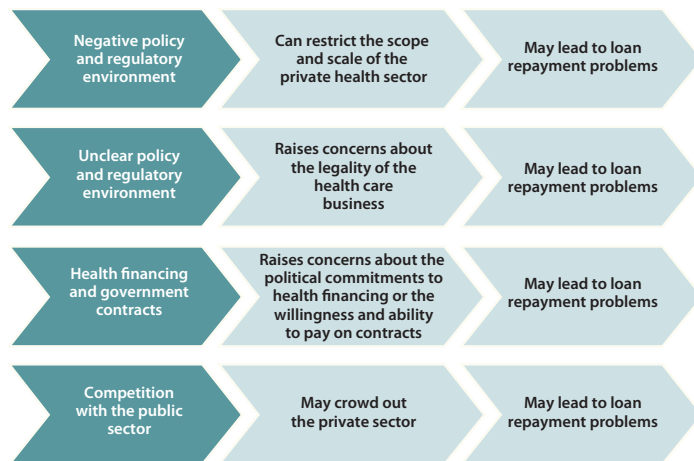 Negative policy
and regulatory
environment
Can restrict the scope
and scale of the
private health sector
May lead to loan
repayment problems
Unclear policy
and regulatory
environment
Raises concerns about
the legality of the
health care
business
May lead to loan
repayment problems
Health financing
and government
contracts
Raises concerns about the
political commitments to
health financing or the
willingness and ability
to pay on contracts
May lead to loan
repayment problems
Competition
with the public
sector
May crowd out
the private sector
May lead to loan
repayment problems